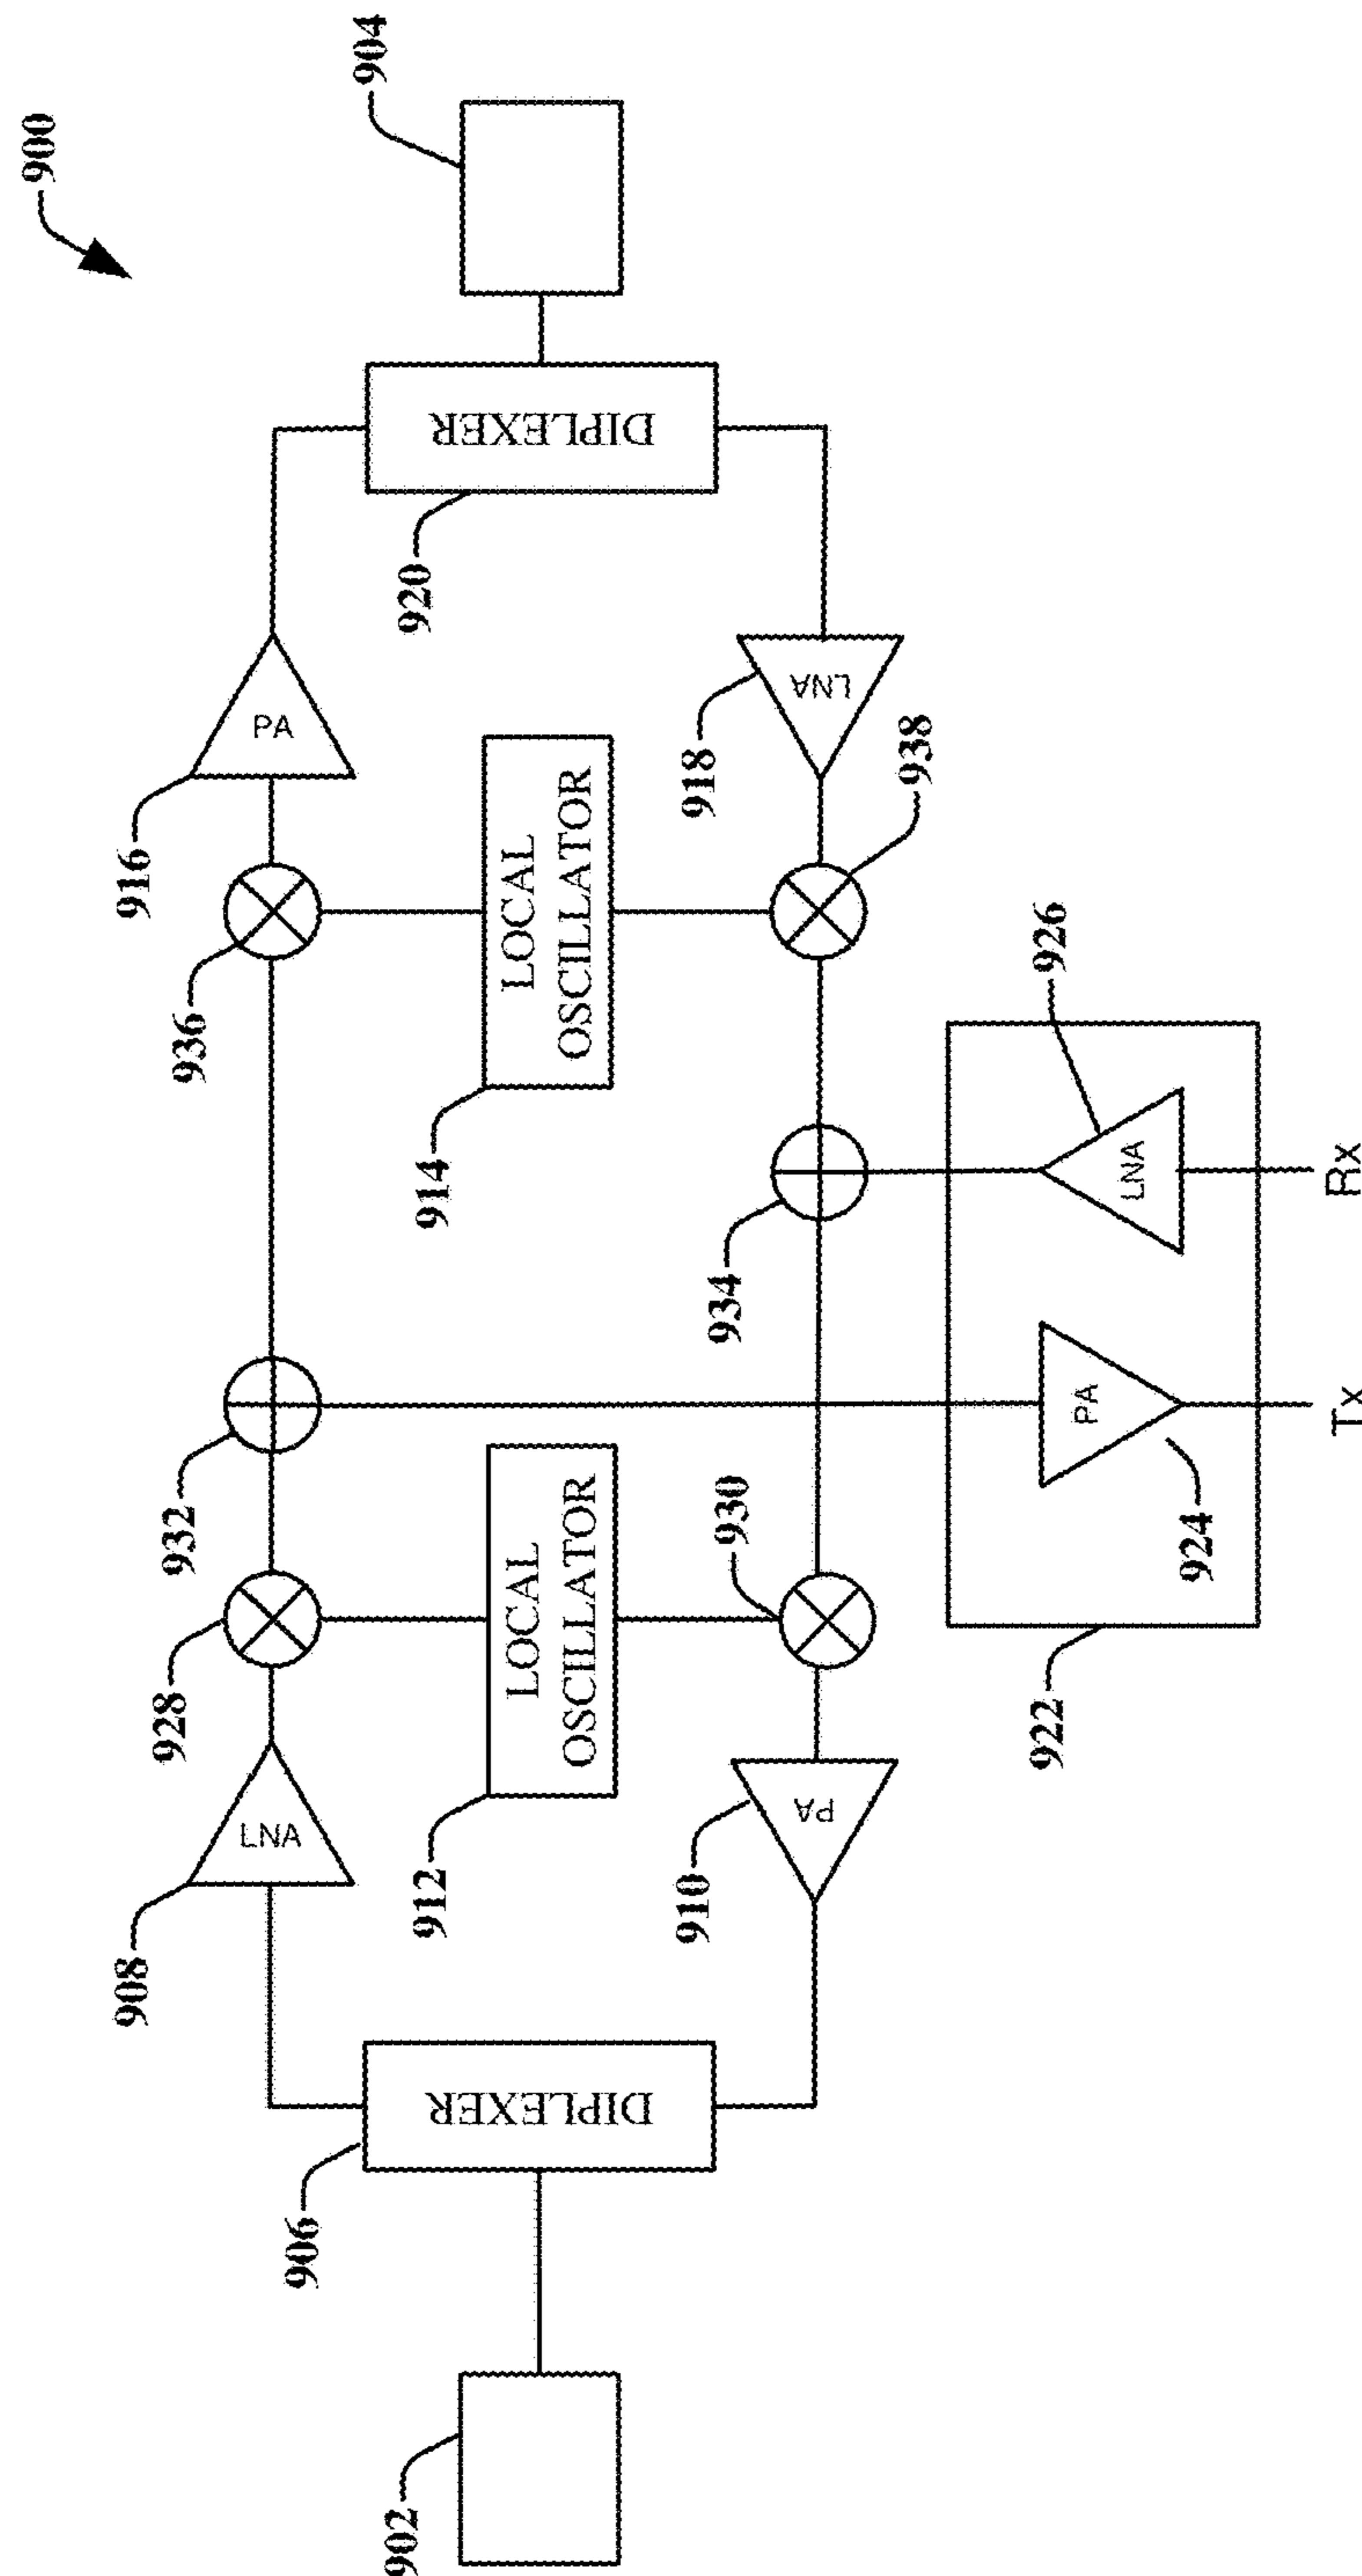 900
904
916
PA
936
920
DIPLEXER
932
928
908
LNA
914
LOCAL
OSCILLATOR
912
LOCAL
OSCILLATOR
906
DIPLEXER
902
918
LNA
938
934
930
910
PA
926
LNA
PA
924
922
Rx
Tx